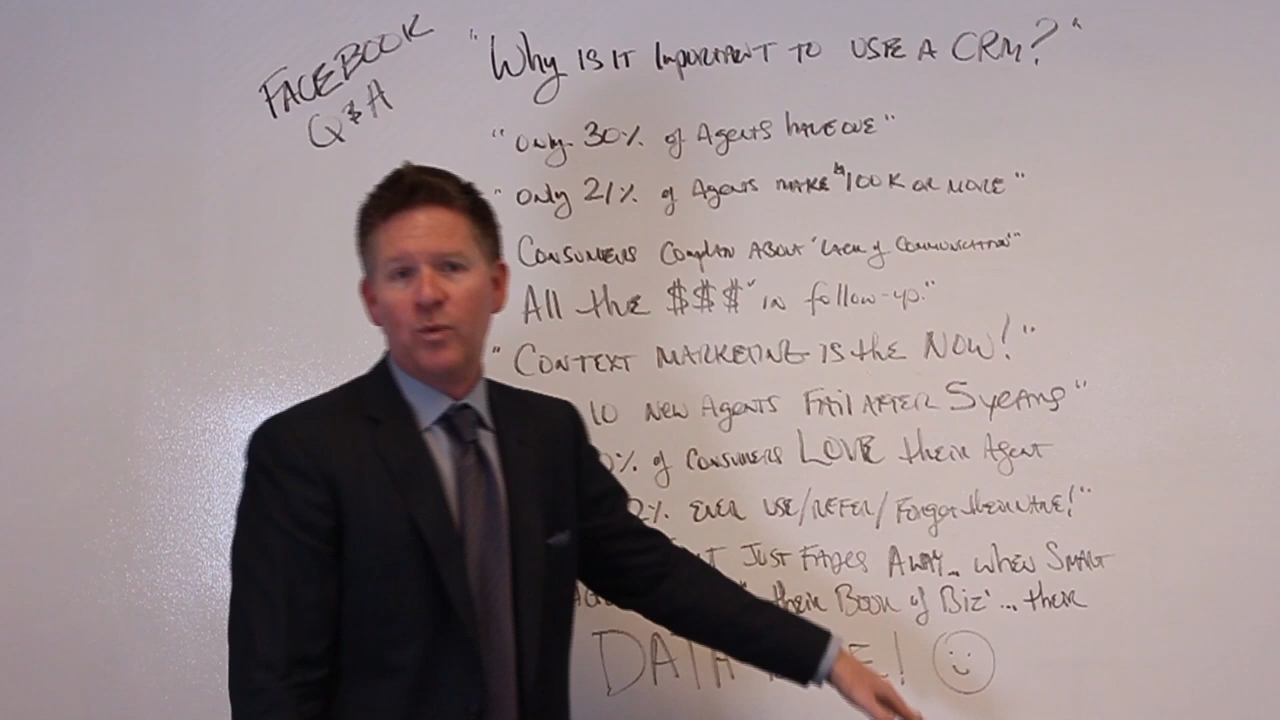 FACEBOOK
Q & A
"Why IS IT IMPORTANT TO USE A CRM?"
"Only 30% of Agents HAVE ONE"
"Only 21% of Agents MAKE $100K OR MORE"
CONSUMERS Complain ABOUT "LACK of COMMUNICATION"
All the $$$ in follow-up."
"CONTEXT MARKETING IS the NOW!"
10 NEW AgENTS FAil AFTER 5 yEARS"
% of CONSUMERS LOVE their Agent
2% EVER USE/REFER/Forgot their NAME!"
JUST FADES AWAY... when SMART
their Book of Biz'... their
DATA !